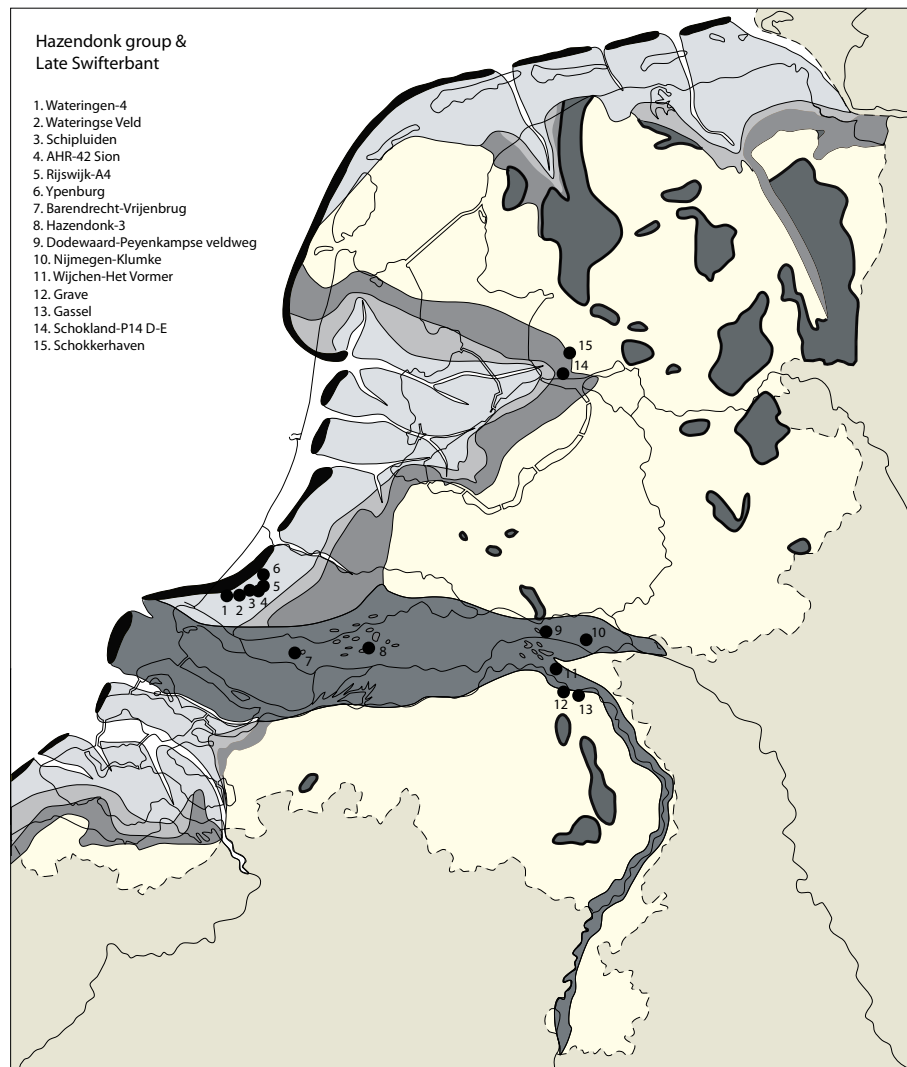 Hazendonk group &
Late Swifterbant
1. Wateringen-4
2. Wateringse Veld
3. Schipluiden
4. AHR-42 Sion
5. Rijswijk-A4
6. Ypenburg
7. Barendrecht-Vrijenbrug
8. Hazendonk-3
9. Dodewaard-Peyenkampse veldweg
10. Nijmegen-Klumke
11. Wijchen-Het Vormer
12. Grave
13. Gassel
14. Schokland-P14 D-E
15. Schokkerhaven
15
14
6
5
1 2 3 4
9
10
8
7
11
12 13